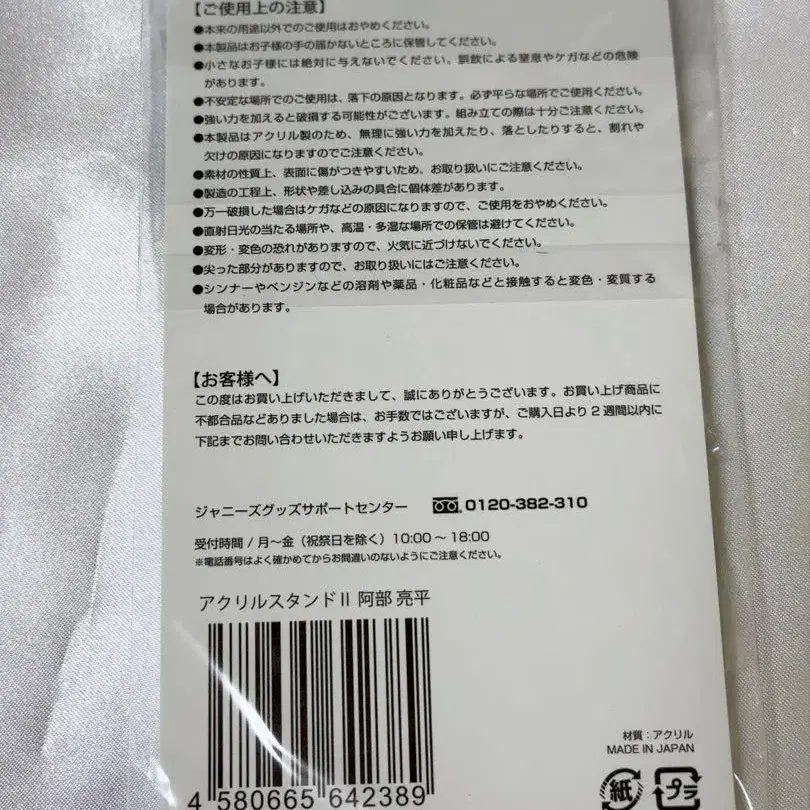 【ご使用上の注意】
●本来の用途以外でのご使用はおやめください。
●本製品はお子様の手の届かないところに保管してください。
●小さなお子様には絶対に与えないでください。誤飲による窒息やケガなどの危険
があります。
●不安定な場所でのご使用は、落下の原因となります。必ず平らな場所でご使用ください。
●強い力を加えると破損する可能性がございます。組み立ての際は十分ご注意ください。
●本製品はアクリル製のため、無理に強い力を加えたり、落としたりすると、割れや
欠けの原因になりますのでご注意ください。
●素材の性質上、表面に傷がつきやすいため、お取り扱いにご注意ください。
●製造の工程上、形状や差し込みの具合に個体差があります。
●万一破損した場合はケガなどの原因になりますので、ご使用をおやめください。
●直射日光の当たる場所や、高温・多湿な場所での保管は避けてください。
●変形・変色の恐れがありますので、火気に近づけないでください。
●尖った部分がありますので、お取り扱いにはご注意ください。
●シンナーやベンジンなどの溶剤や薬品・化粧品などと接触すると変色・変質する
場合があります。
【お客様へ】
この度はお買い上げいただきまして、誠にありがとうございます。お買い上げ商品に
不都合品などありました場合は、お手数ではございますが、ご購入日より2週間以内に
下記までお問い合わせいただきますようお願い申し上げます。
ジャニーズグッズサポートセンター 0120-382-310
受付時間/月〜金(祝祭日を除く)10:00〜18:00
※電話番号はよく確かめてからお間違いのないようにご注意ください。
アクリルスタンドⅡ 阿部 亮平
4 580665 642389
材質:アクリル
MADE IN JAPAN
紙 プラ